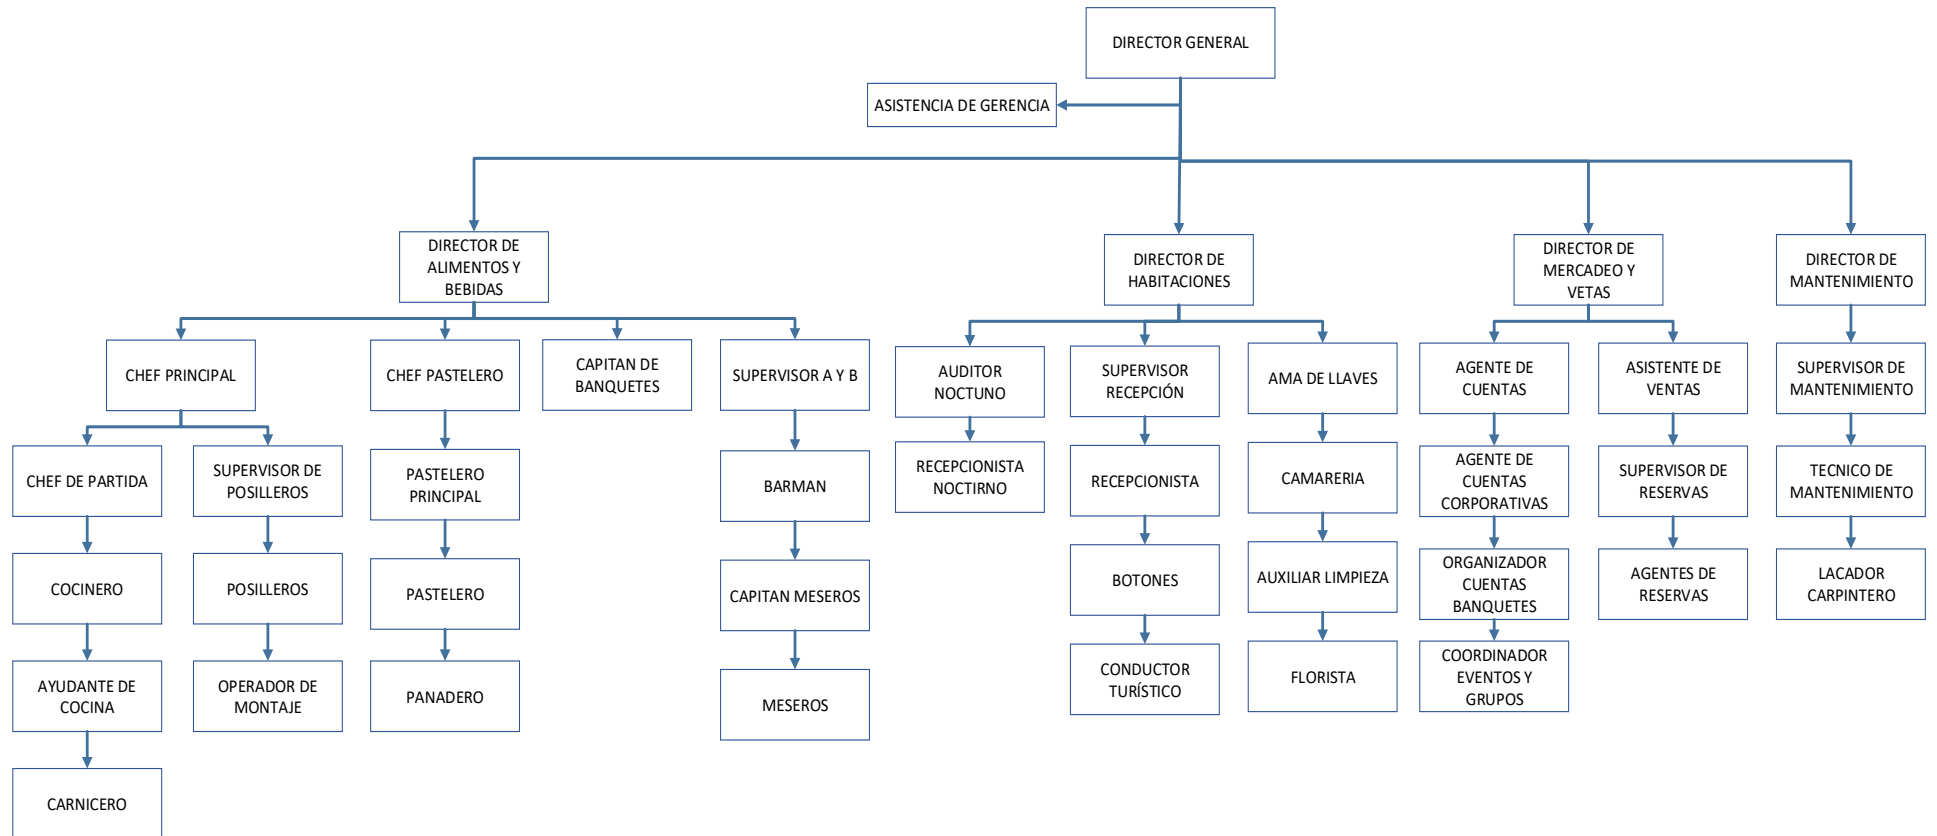 DIRECTOR GENERAL
ASISTENCIA DE GERENCIA
DIRECTOR DE
ALIMENTOS Y
BEBIDAS
DIRECTOR DE
HABITACIONES
DIRECTOR DE
MERCADEO Y
VETAS
DIRECTOR DE
MANTENIMIENTO
CHEF PRINCIPAL
CHEF PASTELERO
CAPITAN DE
BANQUETES
SUPERVISOR A Y B
AUDITOR
NOCTUNO
SUPERVISOR
RECEPCIÓN
AMA DE LLAVES
AGENTE DE
CUENTAS
ASISTENTE DE
VENTAS
SUPERVISOR DE
MANTENIMIENTO
CHEF DE PARTIDA
SUPERVISOR DE
POSILLEROS
PASTELERO
PRINCIPAL
BARMAN
RECEPCIONISTA
NOCTIRNO
RECEPCIONISTA
CAMARERIA
AGENTE DE
CUENTAS
CORPORATIVAS
SUPERVISOR DE
RESERVAS
TECNICO DE
MANTENIMIENTO
COCINERO
POSILLEROS
PASTELERO
CAPITAN MESEROS
BOTONES
AUXILIAR LIMPIEZA
ORGANIZADOR
CUENTAS
BANQUETES
AGENTES DE
RESERVAS
LACADOR
CARPINTERO
AYUDANTE DE
COCINA
OPERADOR DE
MONTAJE
PANADERO
MESEROS
CONDUCTOR
TURÍSTICO
FLORISTA
COORDINADOR
EVENTOS Y
GRUPOS
CARNICERO